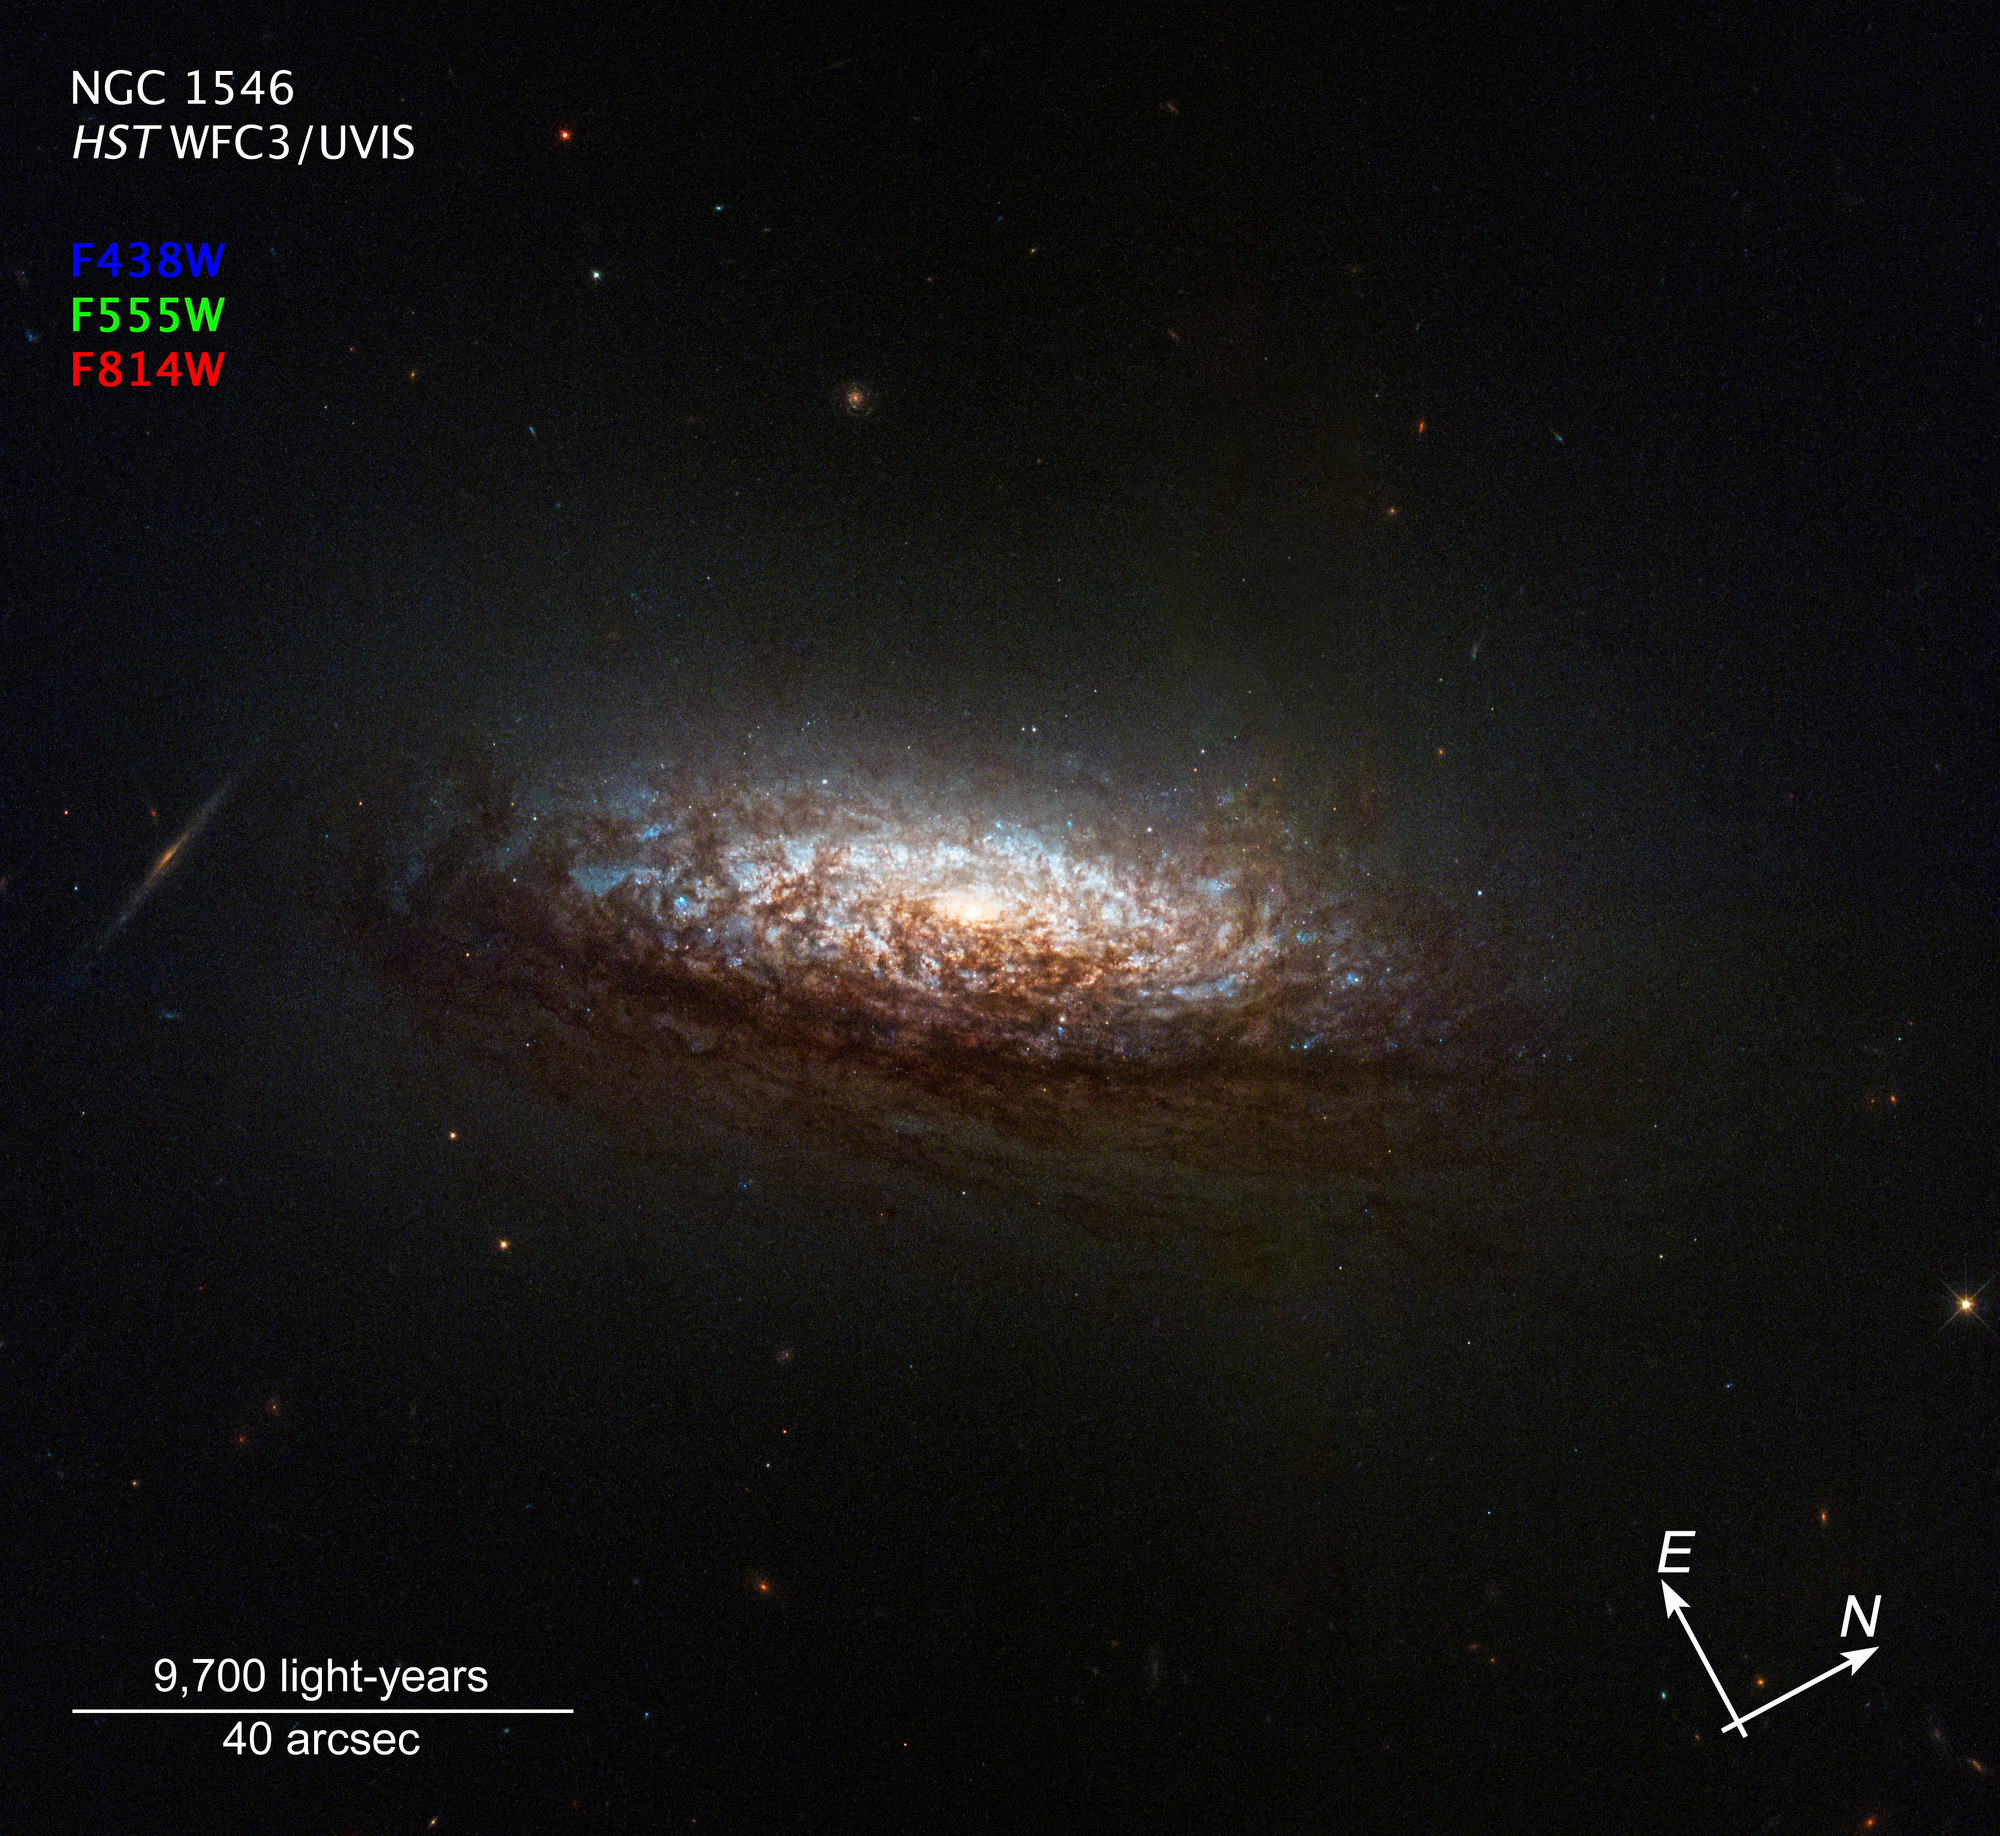 NGC 1546
HST WFC3/UVIS
F438W
F555W
F814W
E
N
9,700 light-years
40 arcsec